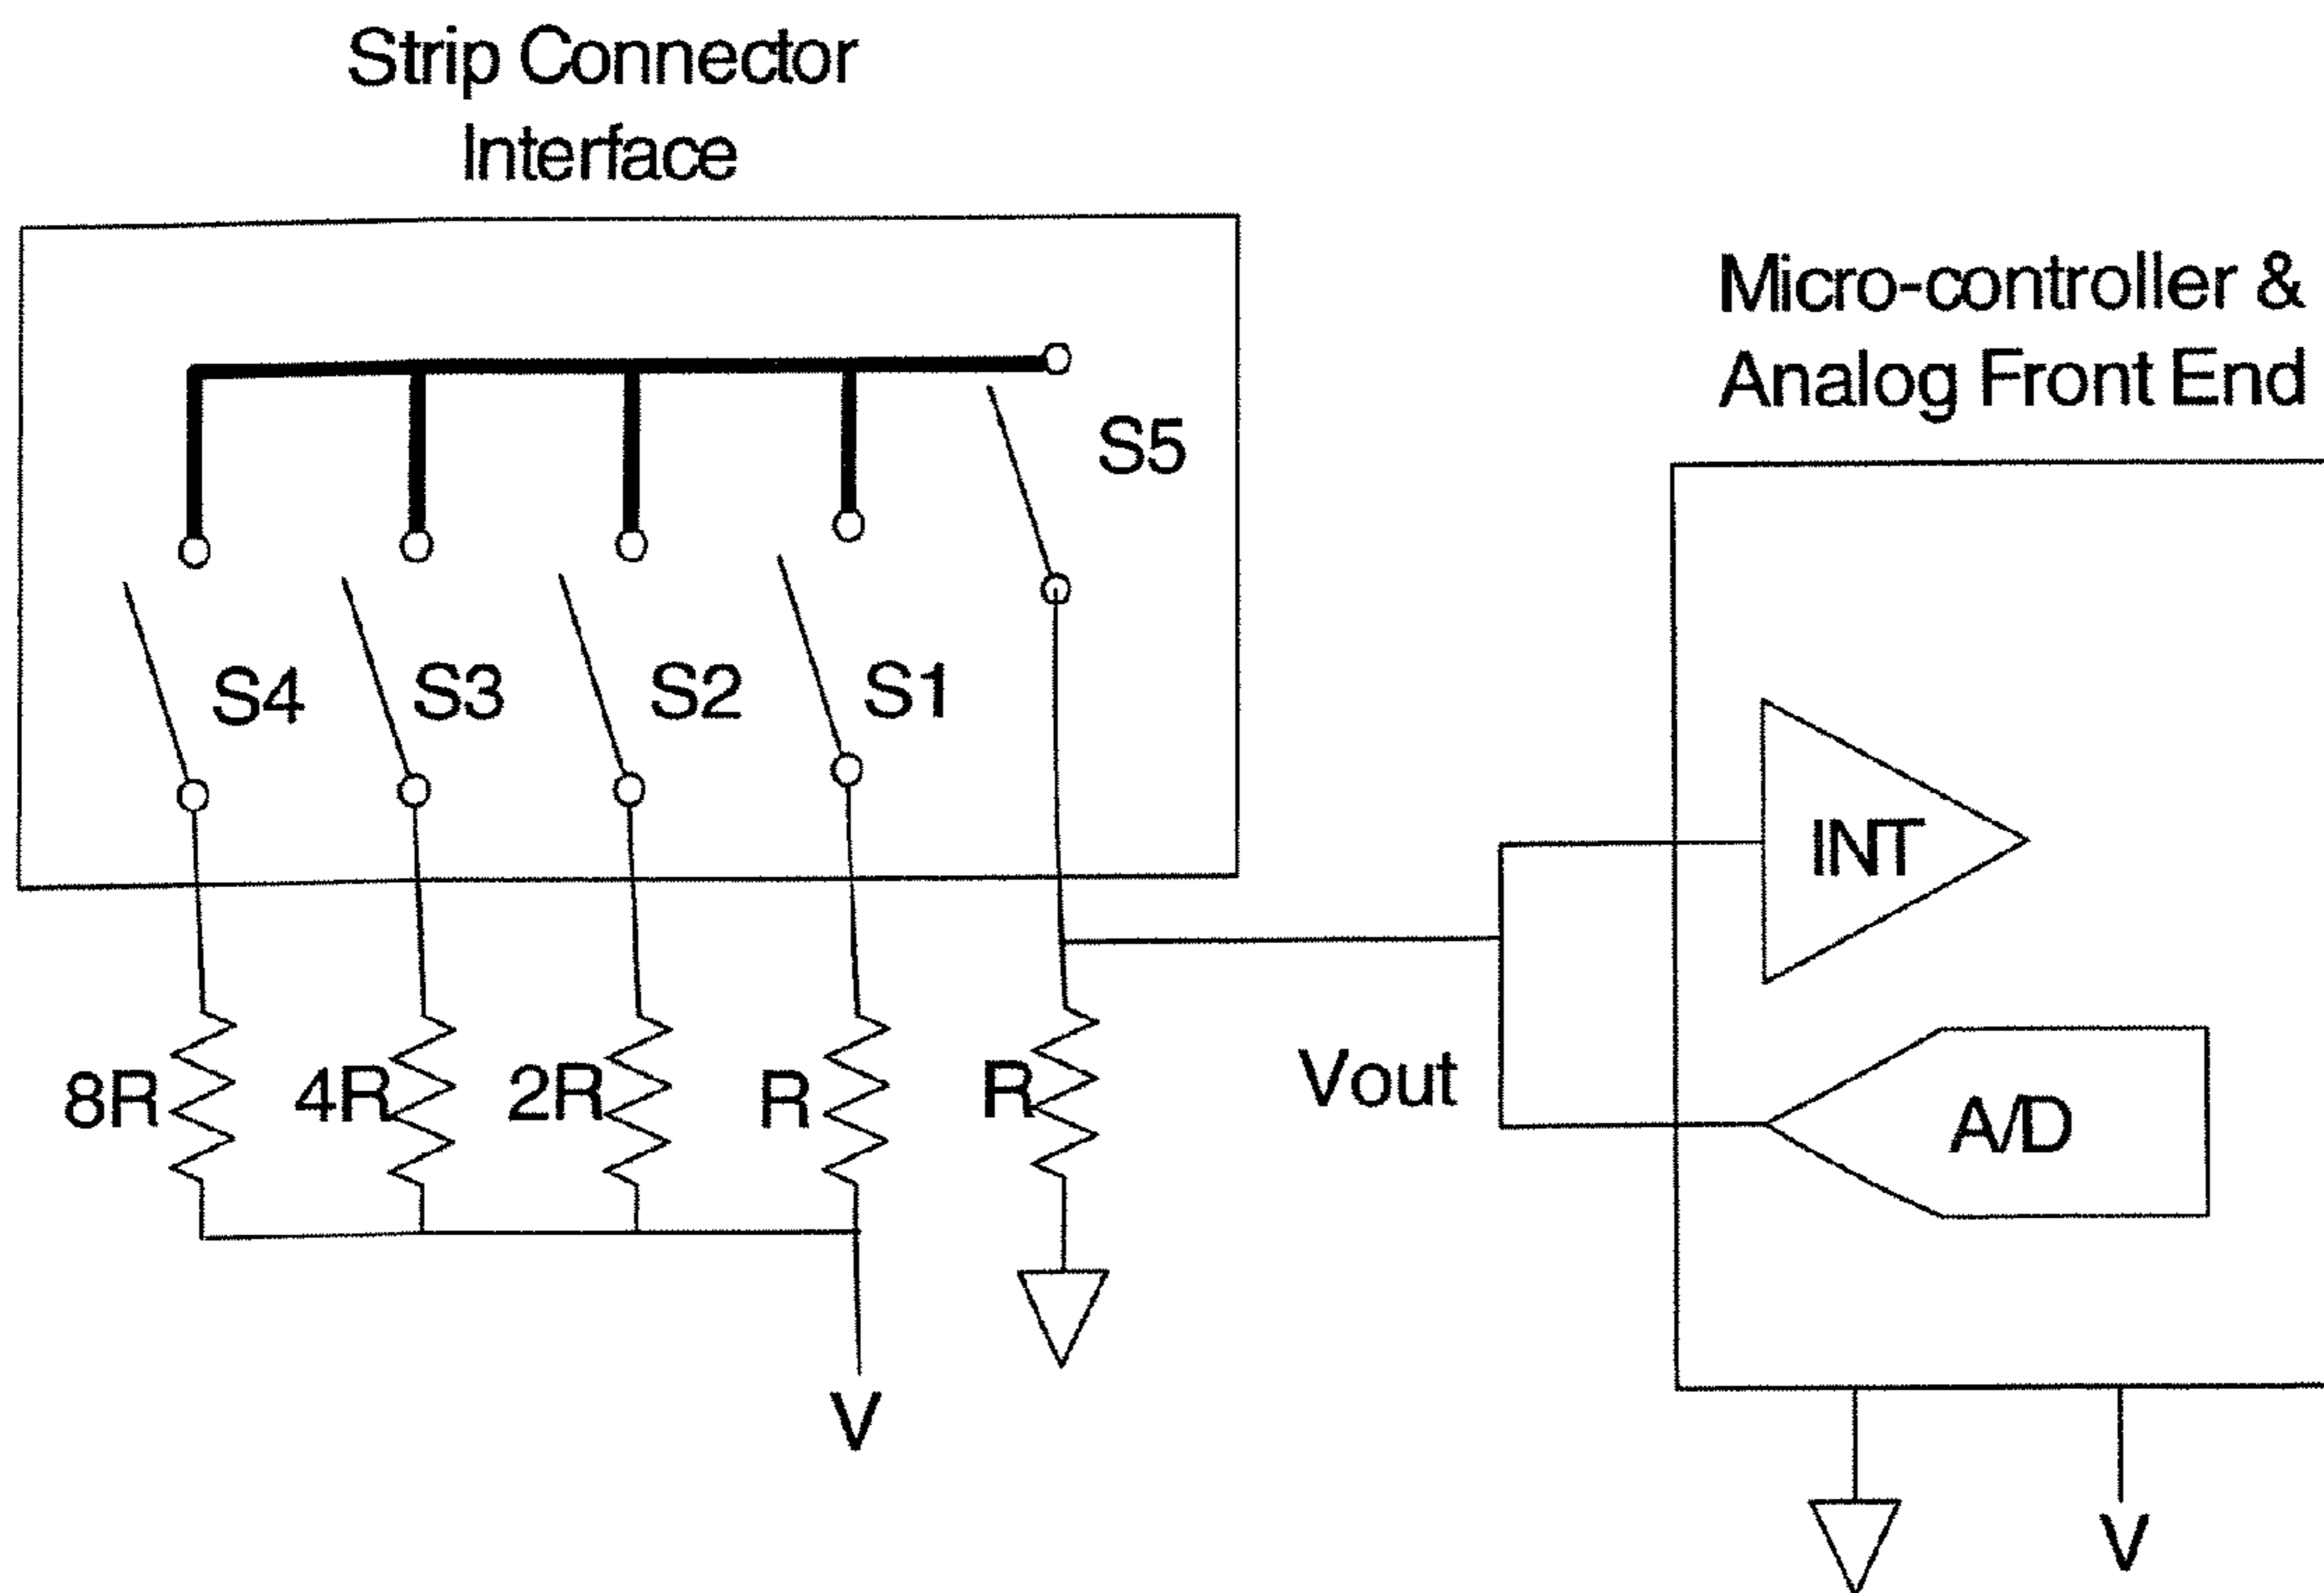 Strip Connector
Interface
Micro-controller &
Analog Front End
S5
S4
S3
S2
S1
INT
8R
4R
2R
R
R
Vout
A/D
V
V